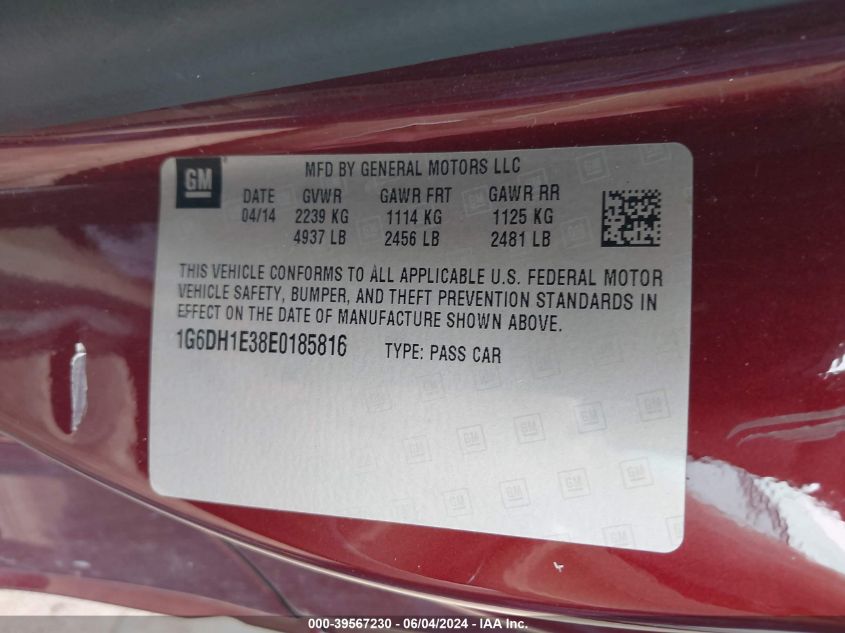 GM
MFD BY GENERAL MOTORS LLC
DATE GVWR GAWR FRT GAWR RR
04/14 2239 KG 1114 KG 1125 KG
4937 LB 2456 LB 2481 LB
THIS VEHICLE CONFORMS TO ALL APPLICABLE U.S. FEDERAL MOTOR
VEHICLE SAFETY, BUMPER, AND THEFT PREVENTION STANDARDS IN
EFFECT ON THE DATE OF MANUFACTURE SHOWN ABOVE.
1G6DH1E38E0185816 TYPE: PASS CAR
000-39567230 - 06/04/2024 - IAAI - Copart Inc.